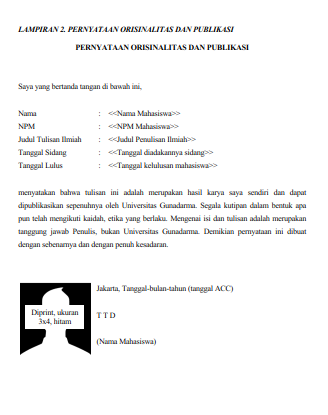 LAMPIRAN 2. PERNYATAAN ORISINALITAS DAN PUBLIKASI
PERNYATAAN ORISINALITAS DAN PUBLIKASI
Saya yang bertanda tangan di bawah ini,
Nama : <<Nama Mahasiswa>>
NPM : <<NPM Mahasiswa>>
Judul Tulisan Ilmiah : <<Judul Penulisan Ilmiah>>
Tanggal Sidang : <<Tanggal diadakannya sidang>>
Tanggal Lulus : <<Tanggal kelulusan mahasiswa>>
menyatakan bahwa tulisan ini adalah merupakan hasil karya saya sendiri dan dapat
dipublikasikan sepenuhnya oleh Universitas Gunadarma. Segala kutipan dalam bentuk apa
pun telah mengikuti kaidah, etika yang berlaku. Mengenai isi dan tulisan adalah merupakan
tanggung jawab Penulis, bukan Universitas Gunadarma. Demikian pernyataan ini dibuat
dengan sebenarnya dan dengan penuh kesadaran.
Jakarta, Tanggal-bulan-tahun (tanggal ACC)
Diprint, ukuran
3x4, hitam
T T D
(Nama Mahasiswa)